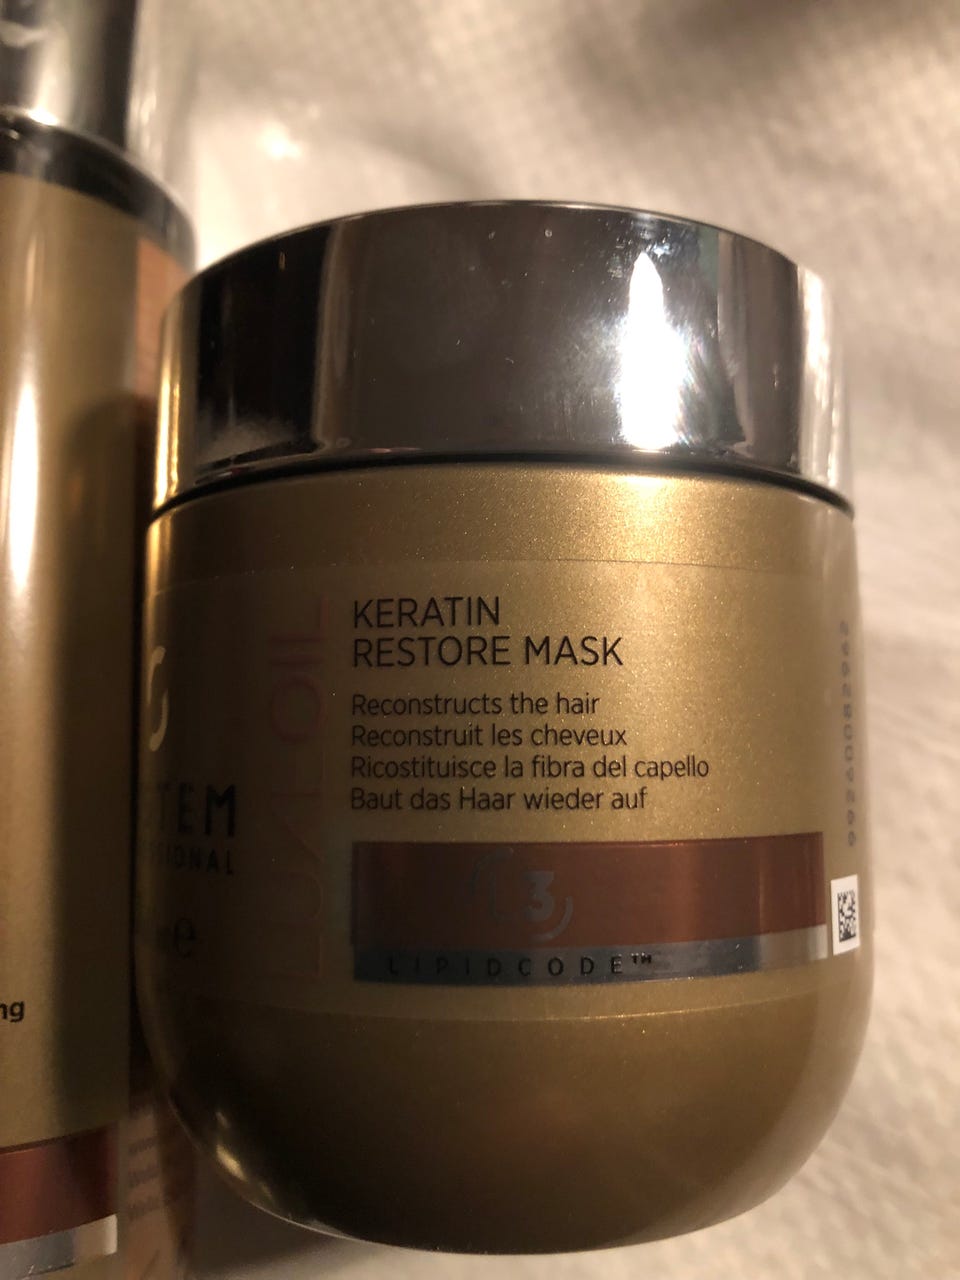 KERATIN
RESTORE MASK
Reconstructs the hair
Reconstruit les cheveux
Ricostituisce la fibra del capello
Baut das Haar wieder auf
L3
LIPIDCODE™
LUXEOIL